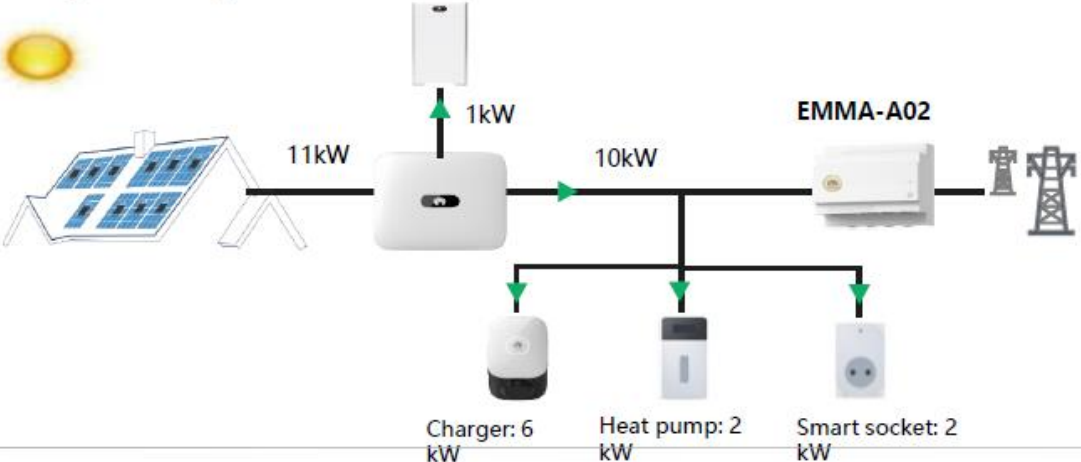 1kW
EMMA-A02
11kW
10kW
Charger: 6
kW
Heat pump: 2
kW
Smart socket: 2
kW